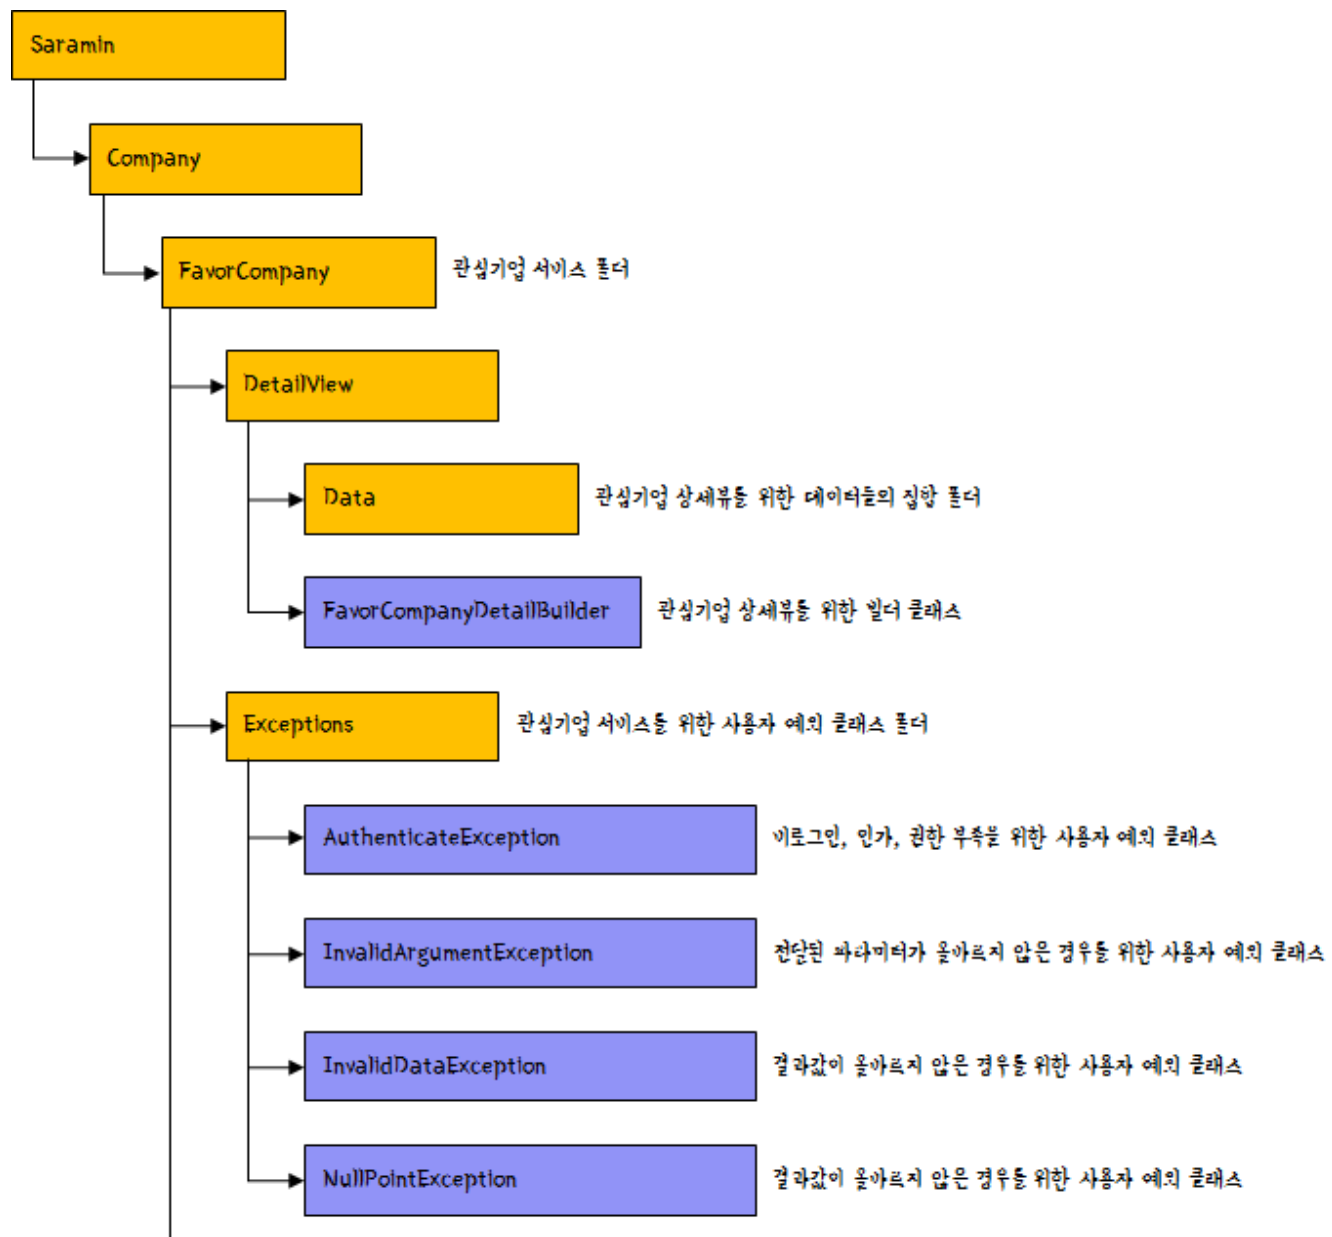 Saramin
Company
FavorCompany 관심기업 서비스 폴더
DetailView
Data 관심기업 상세뷰를 위한 데이터들의 집합 폴더
FavorCompanyDetailBuilder 관심기업 상세뷰를 위한 빌더 클래스
Exceptions 관심기업 서비스를 위한 사용자 예외 클래스 폴더
AuthenticateException 비로그인, 인가, 권한 부족을 위한 사용자 예외 클래스
InvalidArgumentException 전달된 파라미터가 올바르지 않은 경우를 위한 사용자 예외 클래스
InvalidDataException 결과값이 올바르지 않은 경우를 위한 사용자 예외 클래스
NullPointException 결과값이 올바르지 않은 경우를 위한 사용자 예외 클래스